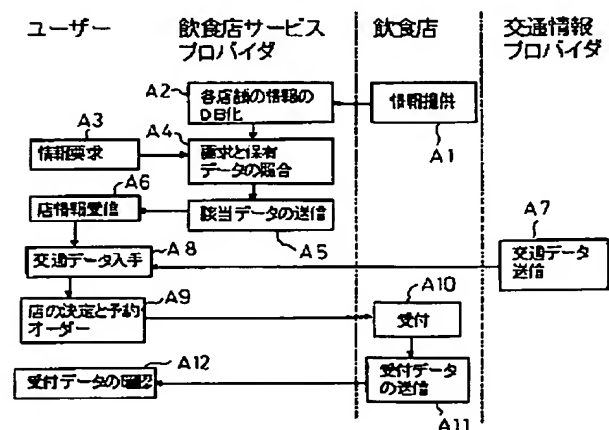 ユーザー
飲食店サービス
プロバイダ
飲食店
交通情報
プロバイダ
A2
各店舗の情報の
DB化
情報提供
A1
A3
情報要求
A4
要求と保有
データの照合
A6
店情報受信
該当データの送信
A5
A7
交通データ
送信
交通データ入手
A8
店の決定と予約
オーダー
A9
A10
受付
A12
受付データの確認
受付データ
の送信
A11